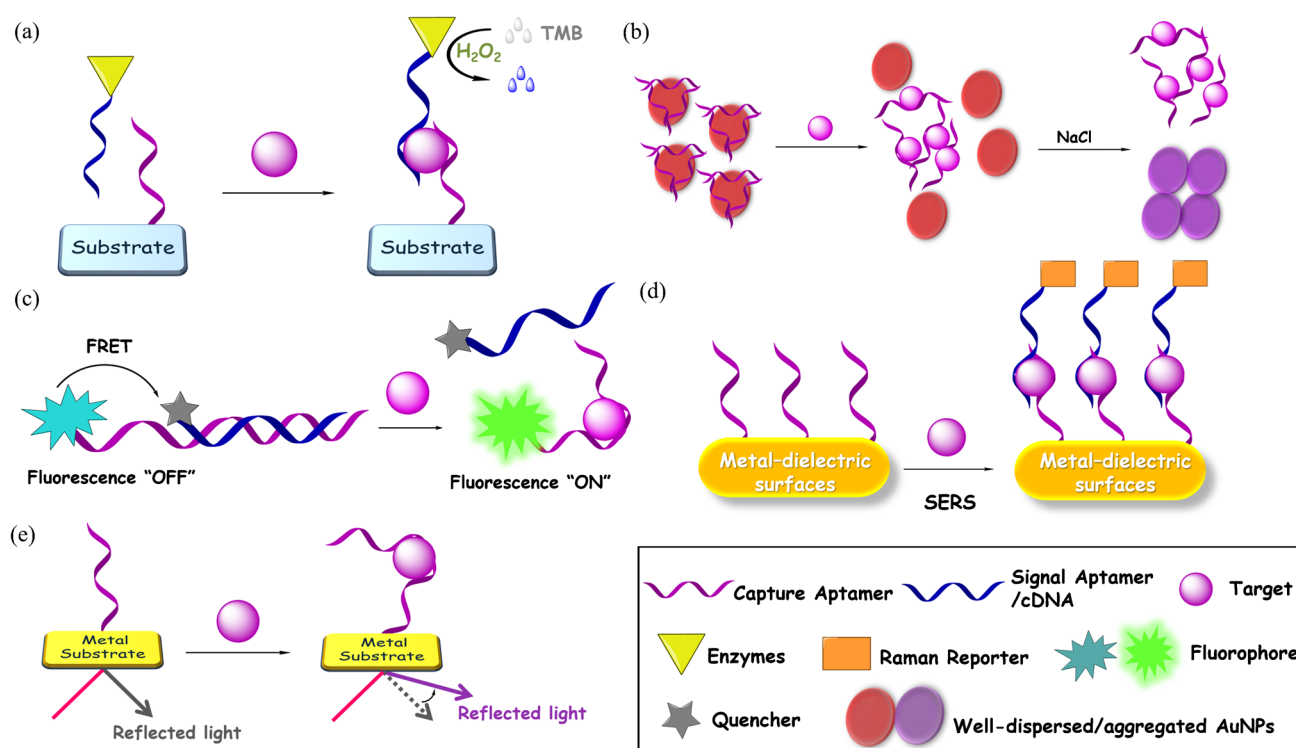 (a)
H₂O₂
TMB
Substrate
Substrate
(b)
NaCl
(c)
FRET
Fluorescence “OFF”
Fluorescence “ON”
(d)
Metal-dielectric
surfaces
SERS
Metal-dielectric
surfaces
(e)
Metal
Substrate
Reflected light
Metal
Substrate
Reflected light
Capture Aptamer
Signal Aptamer
/cDNA
Target
Enzymes
Raman Reporter
Fluorophore
Quencher
Well-dispersed/aggregated AuNPs